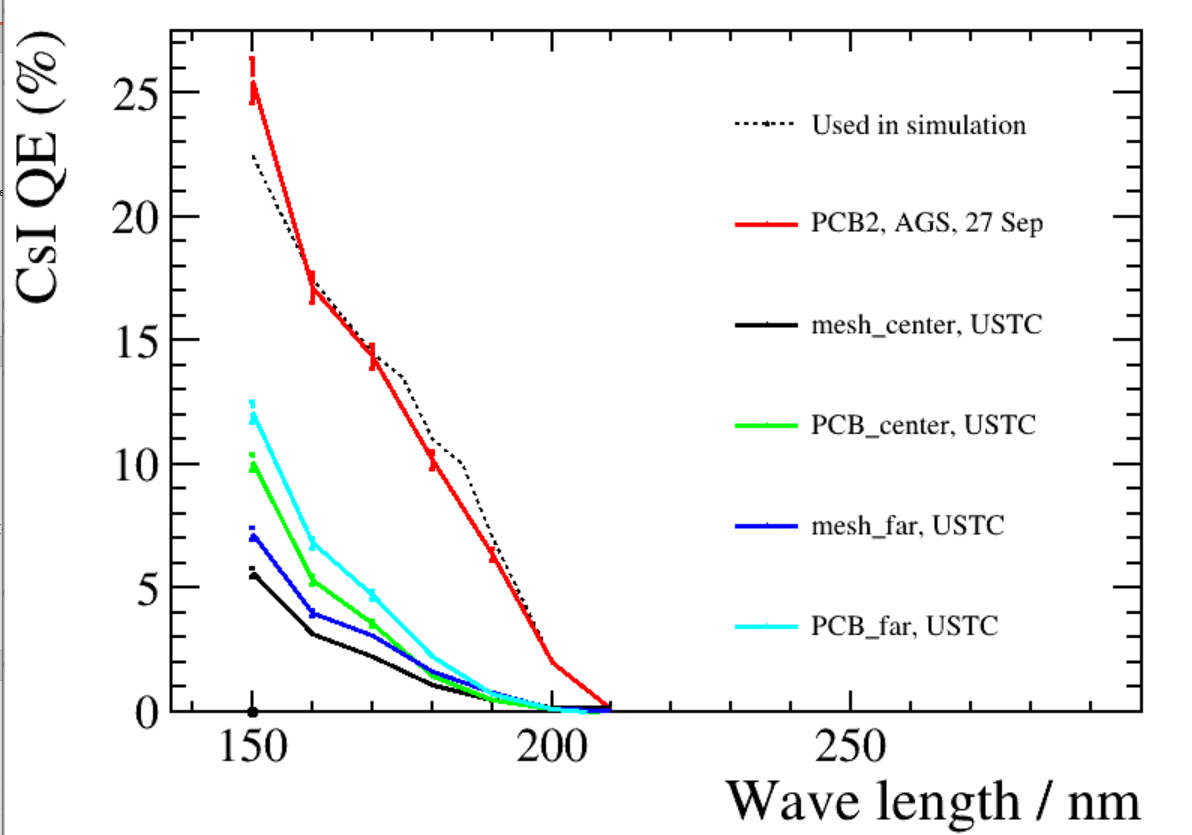 CsI QE (%)
25
20
15
10
5
0
150 200 250
Wave length / nm
Used in simulation
PCB2, AGS, 27 Sep
mesh_center, USTC
PCB_center, USTC
mesh_far, USTC
PCB_far, USTC